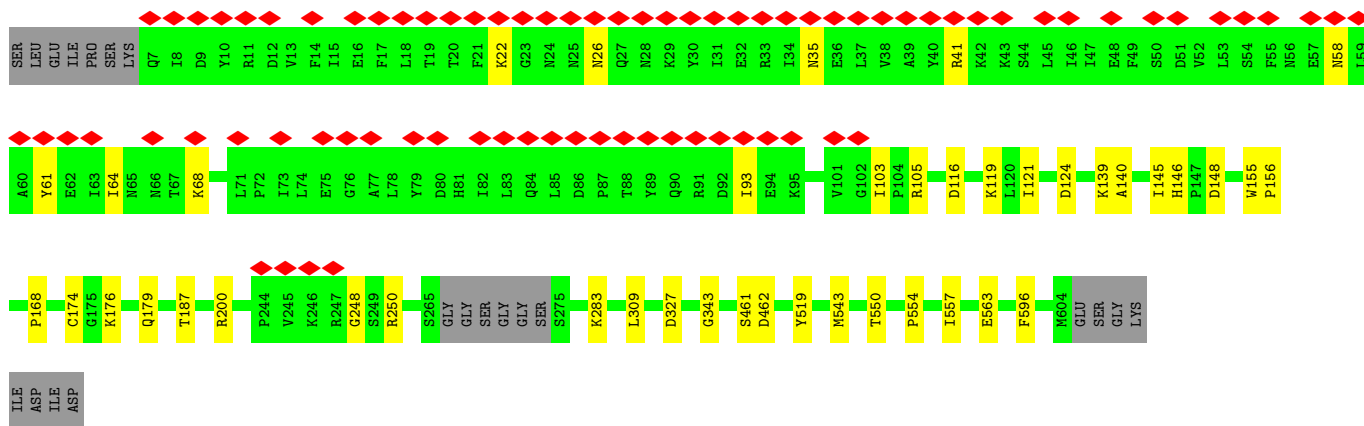 SER LEU GLU ILE PRO SER LYS Q7 I8 D9 Y10 R11 D12 V13 F14 I15 E16 F17 L18 T19 T20 F21 K22 G23 N24 N25 N26 Q27 N28 K29 Y30 I31 E32 R33 I34 N35 E36 L37 V38 A39 Y40 R41 K42 K43 S44 L45 I46 I47 E48 F49 S50 D51 V52 L53 S54 F55 N56 E57 N58 L59
A60 Y61 E62 I63 I64 N65 N66 T67 K68 L71 P72 I73 L74 E75 G76 A77 L78 Y79 D80 H81 I82 L83 Q84 L85 D86 P87 T88 Y89 Q90 R91 D92 I93 E94 K95 V101 G102 I103 P104 R105 D116 K119 L120 I121 D124 K139 A140 I145 H146 P147 D148 W155 P156
P168 C174 G175 K176 Q179 T187 R200 P244 V245 K246 R247 G248 S249 R250 S265 GLY GLY SER GLY GLY SER S275 K283 L309 D327 G343 S461 D462 Y519 M543 T550 P554 I557 E563 F596 M604 GLU SER GLY LYS
ILE ASP ILE ASP